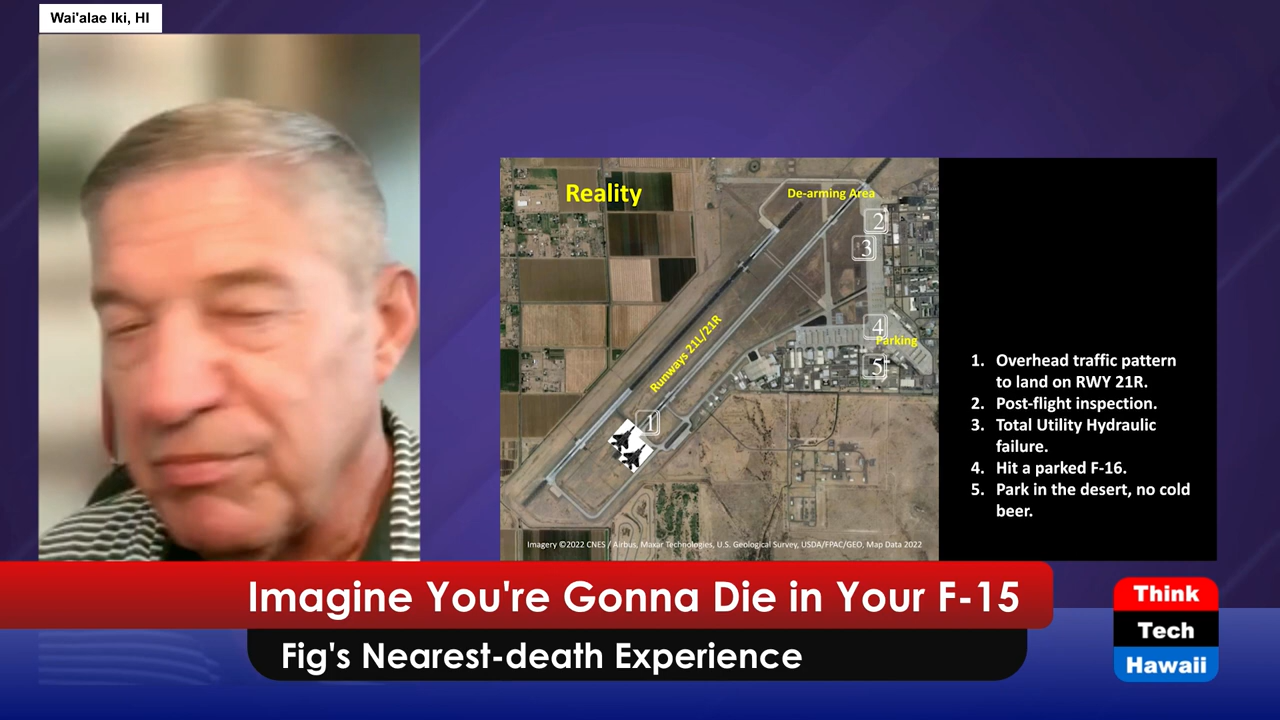 Wai'alae Iki, HI
Reality
De-arming Area
2
3
4
Parking
5
Runways 21L/21R
1
Imagery ©2022 CNES / Airbus, Maxar Technologies, U.S. Geological Survey, USDA/FPAC/GEO, Map Data 2022
1. Overhead traffic pattern
to land on RWY 21R.
2. Post-flight inspection.
3. Total Utility Hydraulic
failure.
4. Hit a parked F-16.
5. Park in the desert, no cold
beer.
Imagine You're Gonna Die in Your F-15
Fig's Nearest-death Experience
Think
Tech
Hawaii